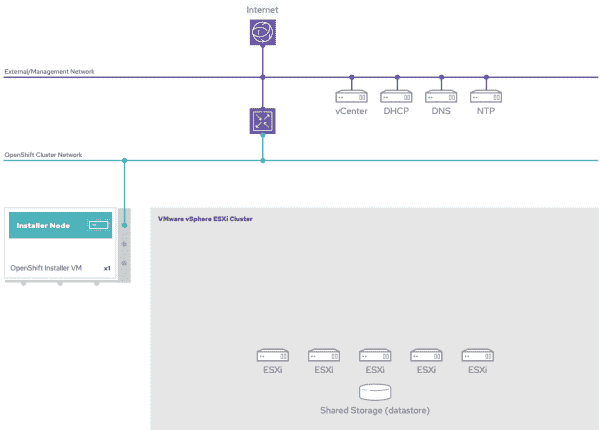 Internet
External/Management Network
vCenter
DHCP
DNS
NTP
OpenShift Cluster Network
Installer Node
OpenShift Installer VM x1
VMware vSphere ESXi Cluster
ESXi
ESXi
ESXi
ESXi
ESXi
Shared Storage (datastore)